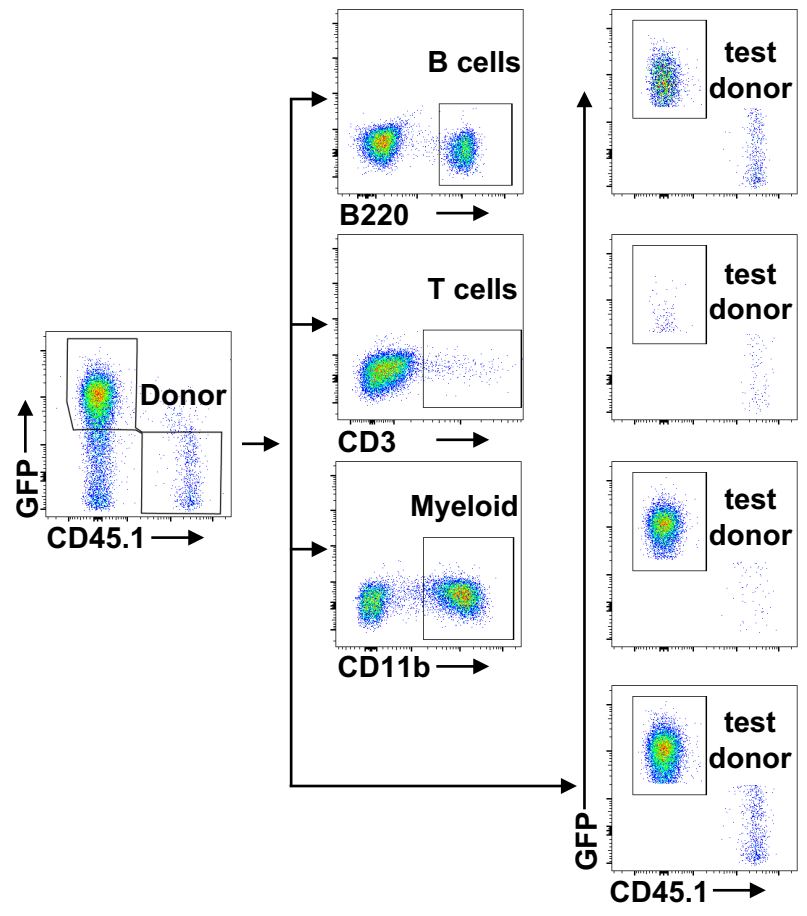 B cells
B220
test
donor
T cells
CD3
test
donor
Donor
GFP
CD45.1
Myeloid
CD11b
test
donor
test
donor
GFP
CD45.1